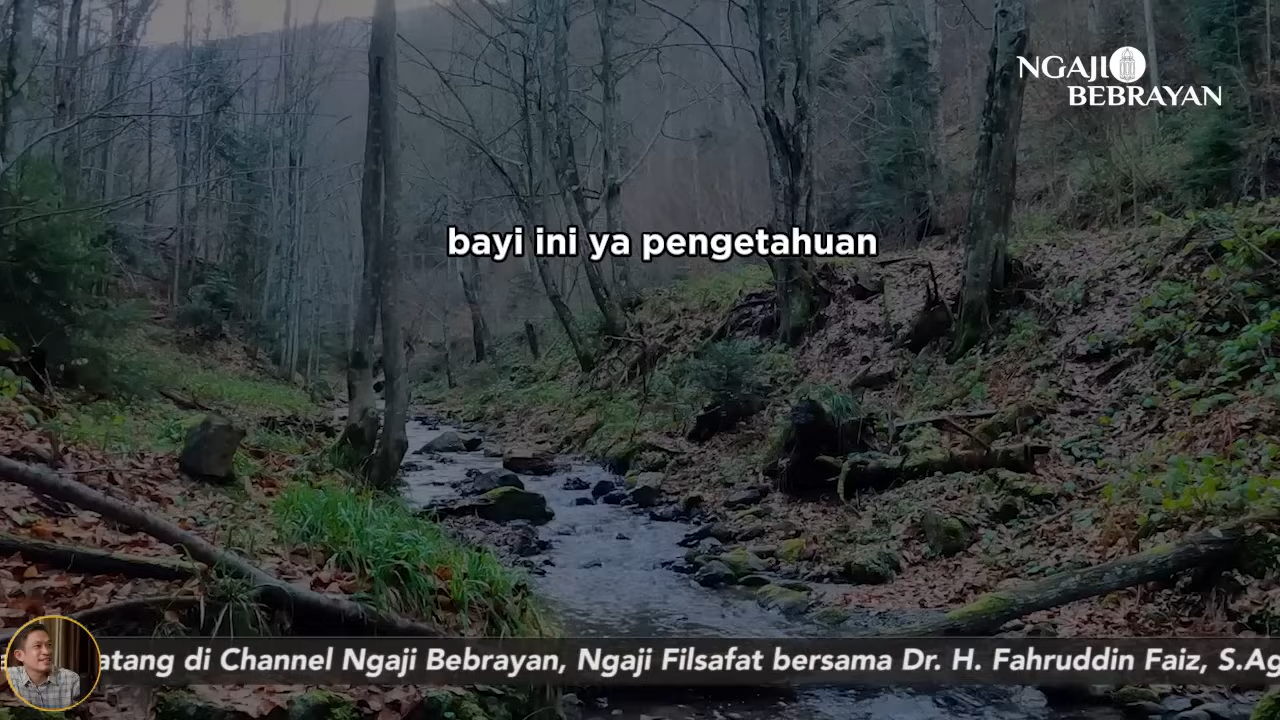 NGAJI
BEBRAYAN
bayi ini ya pengetahuan
atang di Channel Ngaji Bebrayan, Ngaji Filsafat bersama Dr. H. Fahruddin Faiz, S.Ag